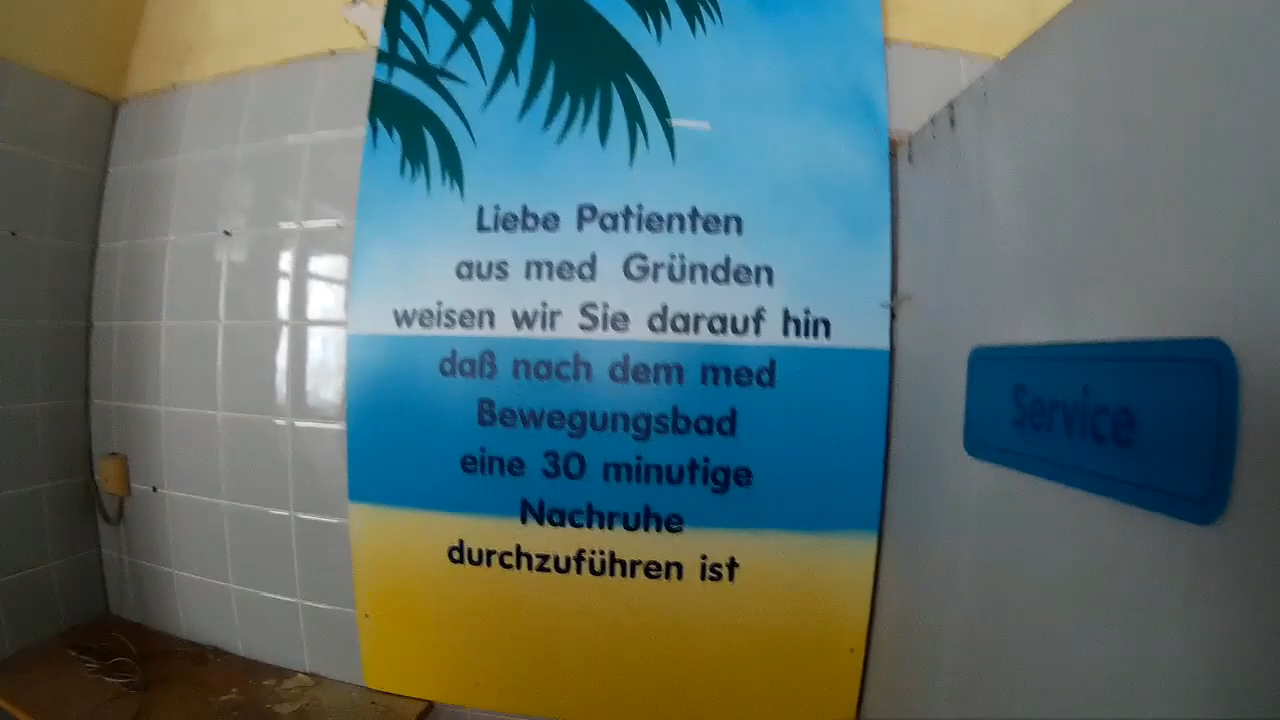 Liebe Patienten
aus med Gründen
weisen wir Sie darauf hin
daß nach dem med
Bewegungsbad
eine 30 minutige
Nachruhe
durchzuführen ist
Service